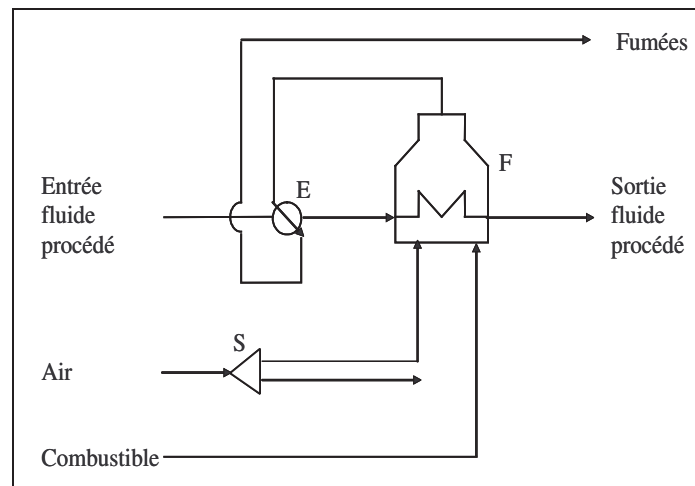 Fumées
F
E
Entrée
fluide
procédé
Sortie
fluide
procédé
S
Air
Combustible